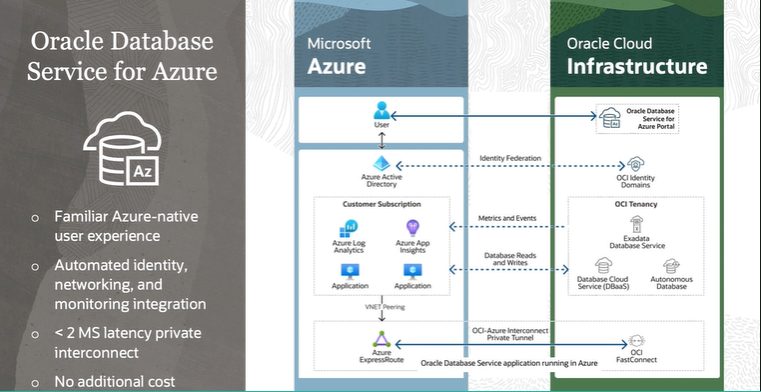 Oracle Database
Service for Azure
Az
Familiar Azure-native
user experience
Automated identity,
networking, and
monitoring integration
< 2 MS latency private
interconnect
No additional cost
Microsoft
Azure
Oracle Cloud
Infrastructure
User
Oracle Database
Service for
Azure Portal
Az
Identity Federation
Azure Active
Directory
OCI Identity
Domains
Customer Subscription
Azure Log
Analytics
Azure App
Insights
Application
Application
Metrics and Events
Database Reads
and Writes
OCI Tenancy
Exadata
Database Service
Database Cloud
Service (DBaaS)
Autonomous
Database
VNET Peering
Azure
ExpressRoute
OCI-Azure Interconnect
Private Tunnel
OCI
FastConnect
Oracle Database Service application running in Azure